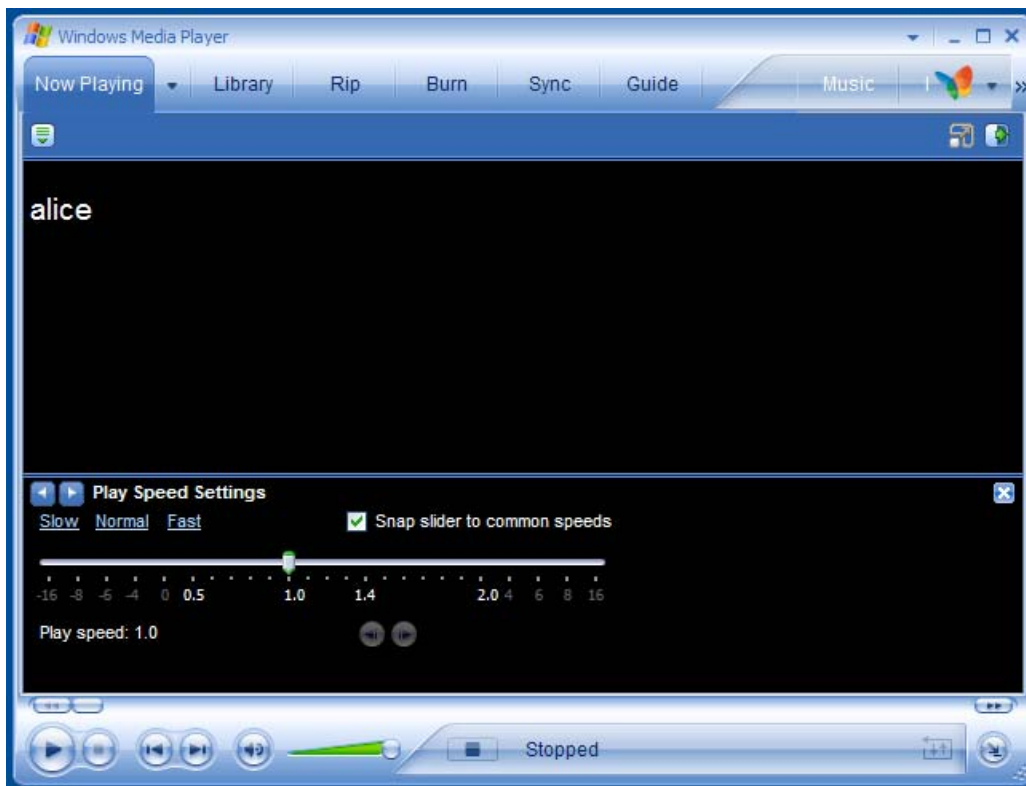 Windows Media Player
Now Playing Library Rip Burn Sync Guide Music
alice
Play Speed Settings
Slow Normal Fast Snap slider to common speeds
-16 -8 -6 -4 0 0.5 1.0 1.4 2.0 4 6 8 16
Play speed: 1.0
Stopped